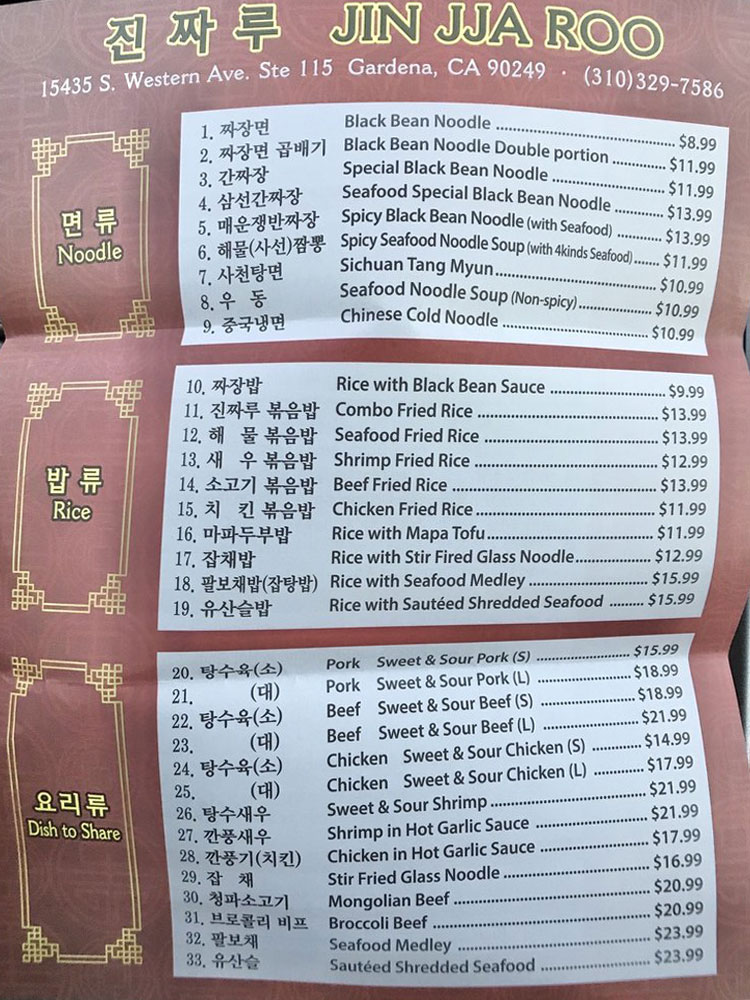 진짜루 JIN JJA ROO
15435 S. Western Ave. Ste 115 Gardena, CA 90249 · (310)329-7586
면 류
Noodle
1. 짜장면 Black Bean Noodle $8.99
2. 짜장면 곱배기 Black Bean Noodle Double portion $11.99
3. 간짜장 Special Black Bean Noodle $11.99
4. 삼선간짜장 Seafood Special Black Bean Noodle $13.99
5. 매운쟁반짜장 Spicy Black Bean Noodle (with Seafood) $13.99
6. 해물(사선)짬뽕 Spicy Seafood Noodle Soup (with 4kinds Seafood) $11.99
7. 사천탕면 Sichuan Tang Myun $10.99
8. 우 동 Seafood Noodle Soup (Non-spicy) $10.99
9. 중국냉면 Chinese Cold Noodle $10.99
밥 류
Rice
10. 짜장밥 Rice with Black Bean Sauce $9.99
11. 진짜루 볶음밥 Combo Fried Rice $13.99
12. 해 물 볶음밥 Seafood Fried Rice $13.99
13. 새 우 볶음밥 Shrimp Fried Rice $12.99
14. 소고기 볶음밥 Beef Fried Rice $13.99
15. 치 킨 볶음밥 Chicken Fried Rice $11.99
16. 마파두부밥 Rice with Mapa Tofu $11.99
17. 잡채밥 Rice with Stir Fired Glass Noodle $12.99
18. 팔보채밥(잡탕밥) Rice with Seafood Medley $15.99
19. 유산슬밥 Rice with Sautéed Shredded Seafood $15.99
요리류
Dish to Share
20. 탕수육(소) Pork Sweet & Sour Pork (S) $15.99
21. (대) Pork Sweet & Sour Pork (L) $18.99
22. 탕수육(소) Beef Sweet & Sour Beef (S) $18.99
23. (대) Beef Sweet & Sour Beef (L) $21.99
24. 탕수육(소) Chicken Sweet & Sour Chicken (S) $14.99
25. (대) Chicken Sweet & Sour Chicken (L) $17.99
26. 탕수새우 Sweet & Sour Shrimp $21.99
27. 깐풍새우 Shrimp in Hot Garlic Sauce $21.99
28. 깐풍기(치킨) Chicken in Hot Garlic Sauce $17.99
29. 잡 채 Stir Fried Glass Noodle $16.99
30. 청파소고기 Mongolian Beef $20.99
31. 브로콜리 비프 Broccoli Beef $20.99
32. 팔보채 Seafood Medley $23.99
33. 유산슬 Sautéed Shredded Seafood $23.99